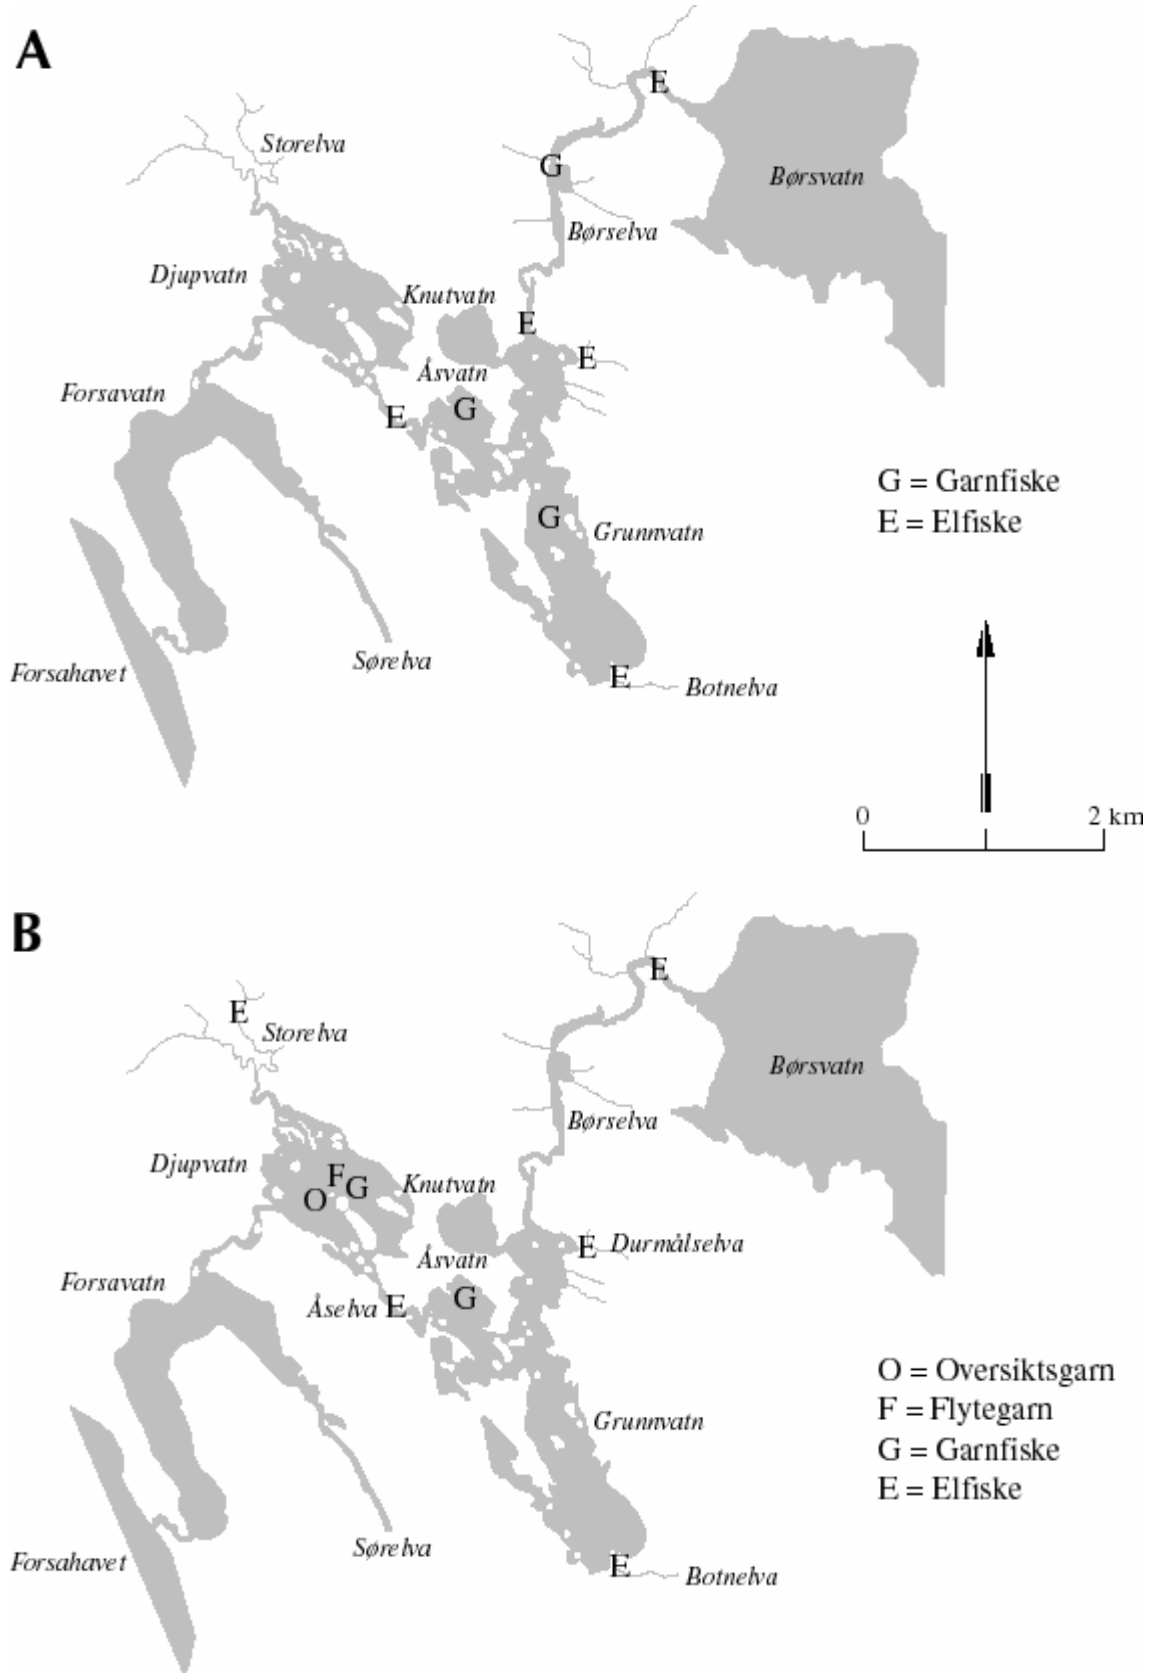 A
E
Storelva
G
Børsvatn
Børselva
Djupvatn
Knutvatn
E
E
Åsvatn
Forsavatn
G
E
G = Garnfiske
G
E = Elfiske
Grunnvatn
Sørelva
Forsahavet
E
Botnelva
0 2 km
B
E
E
Storelva
Børsvatn
Børselva
Djupvatn
F
G
O
Knutvatn
E Durmålselva
Åsvatn
Forsavatn
G
Åselva E
O = Oversiktsgarn
F = Flytegarn
Grunnvatn
G = Garnfiske
E = Elfiske
Sørelva
Forsahavet
E
Botnelva